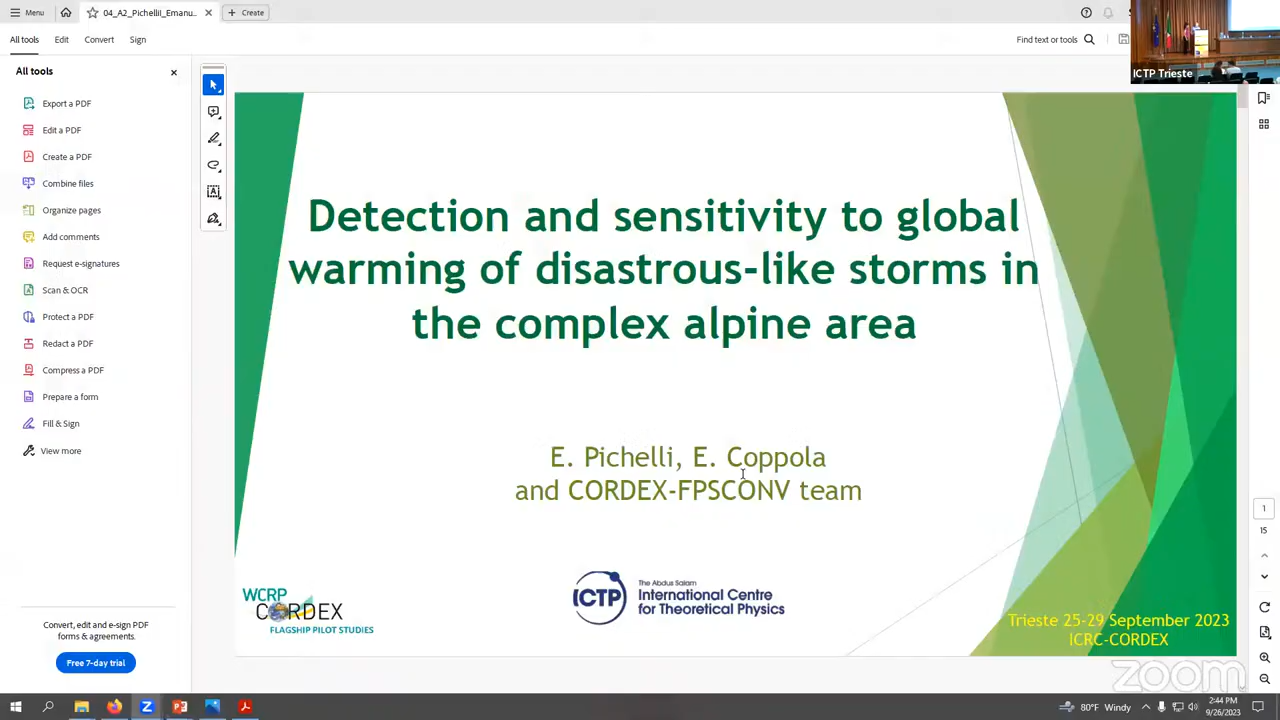 Menu
04_A2_Pichellii_Emanu...
Create
All tools
Edit
Convert
Sign
Find text or tools
ICTP Trieste
All tools
Export a PDF
Edit a PDF
Create a PDF
Combine files
Organize pages
Add comments
Request e-signatures
Scan & OCR
Protect a PDF
Redact a PDF
Compress a PDF
Prepare a form
Fill & Sign
View more
Convert, edit and e-sign PDF
forms & agreements.
Free 7-day trial
Detection and sensitivity to global
warming of disastrous-like storms in
the complex alpine area
E. Pichelli, E. Coppola
and CORDEX-FPSCONV team
WCRP
CORDEX
FLAGSHIP PILOT STUDIES
ICTP
The Abdus Salam
International Centre
for Theoretical Physics
Trieste 25-29 September 2023
ICRC-CORDEX
1
15
zoom
80°F Windy
2:44 PM
9/26/2023